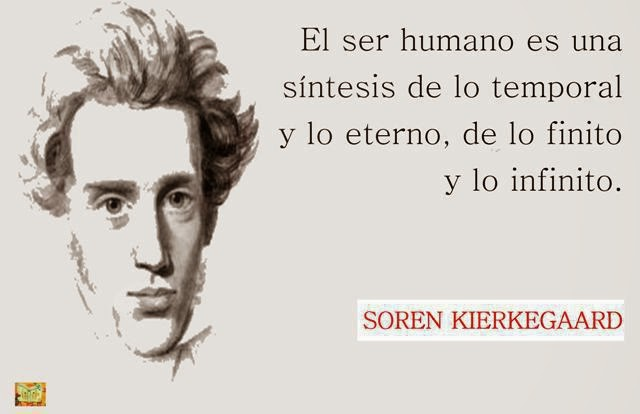 El ser humano es una
síntesis de lo temporal
y lo eterno, de lo finito
y lo infinito.
SOREN KIERKEGAARD